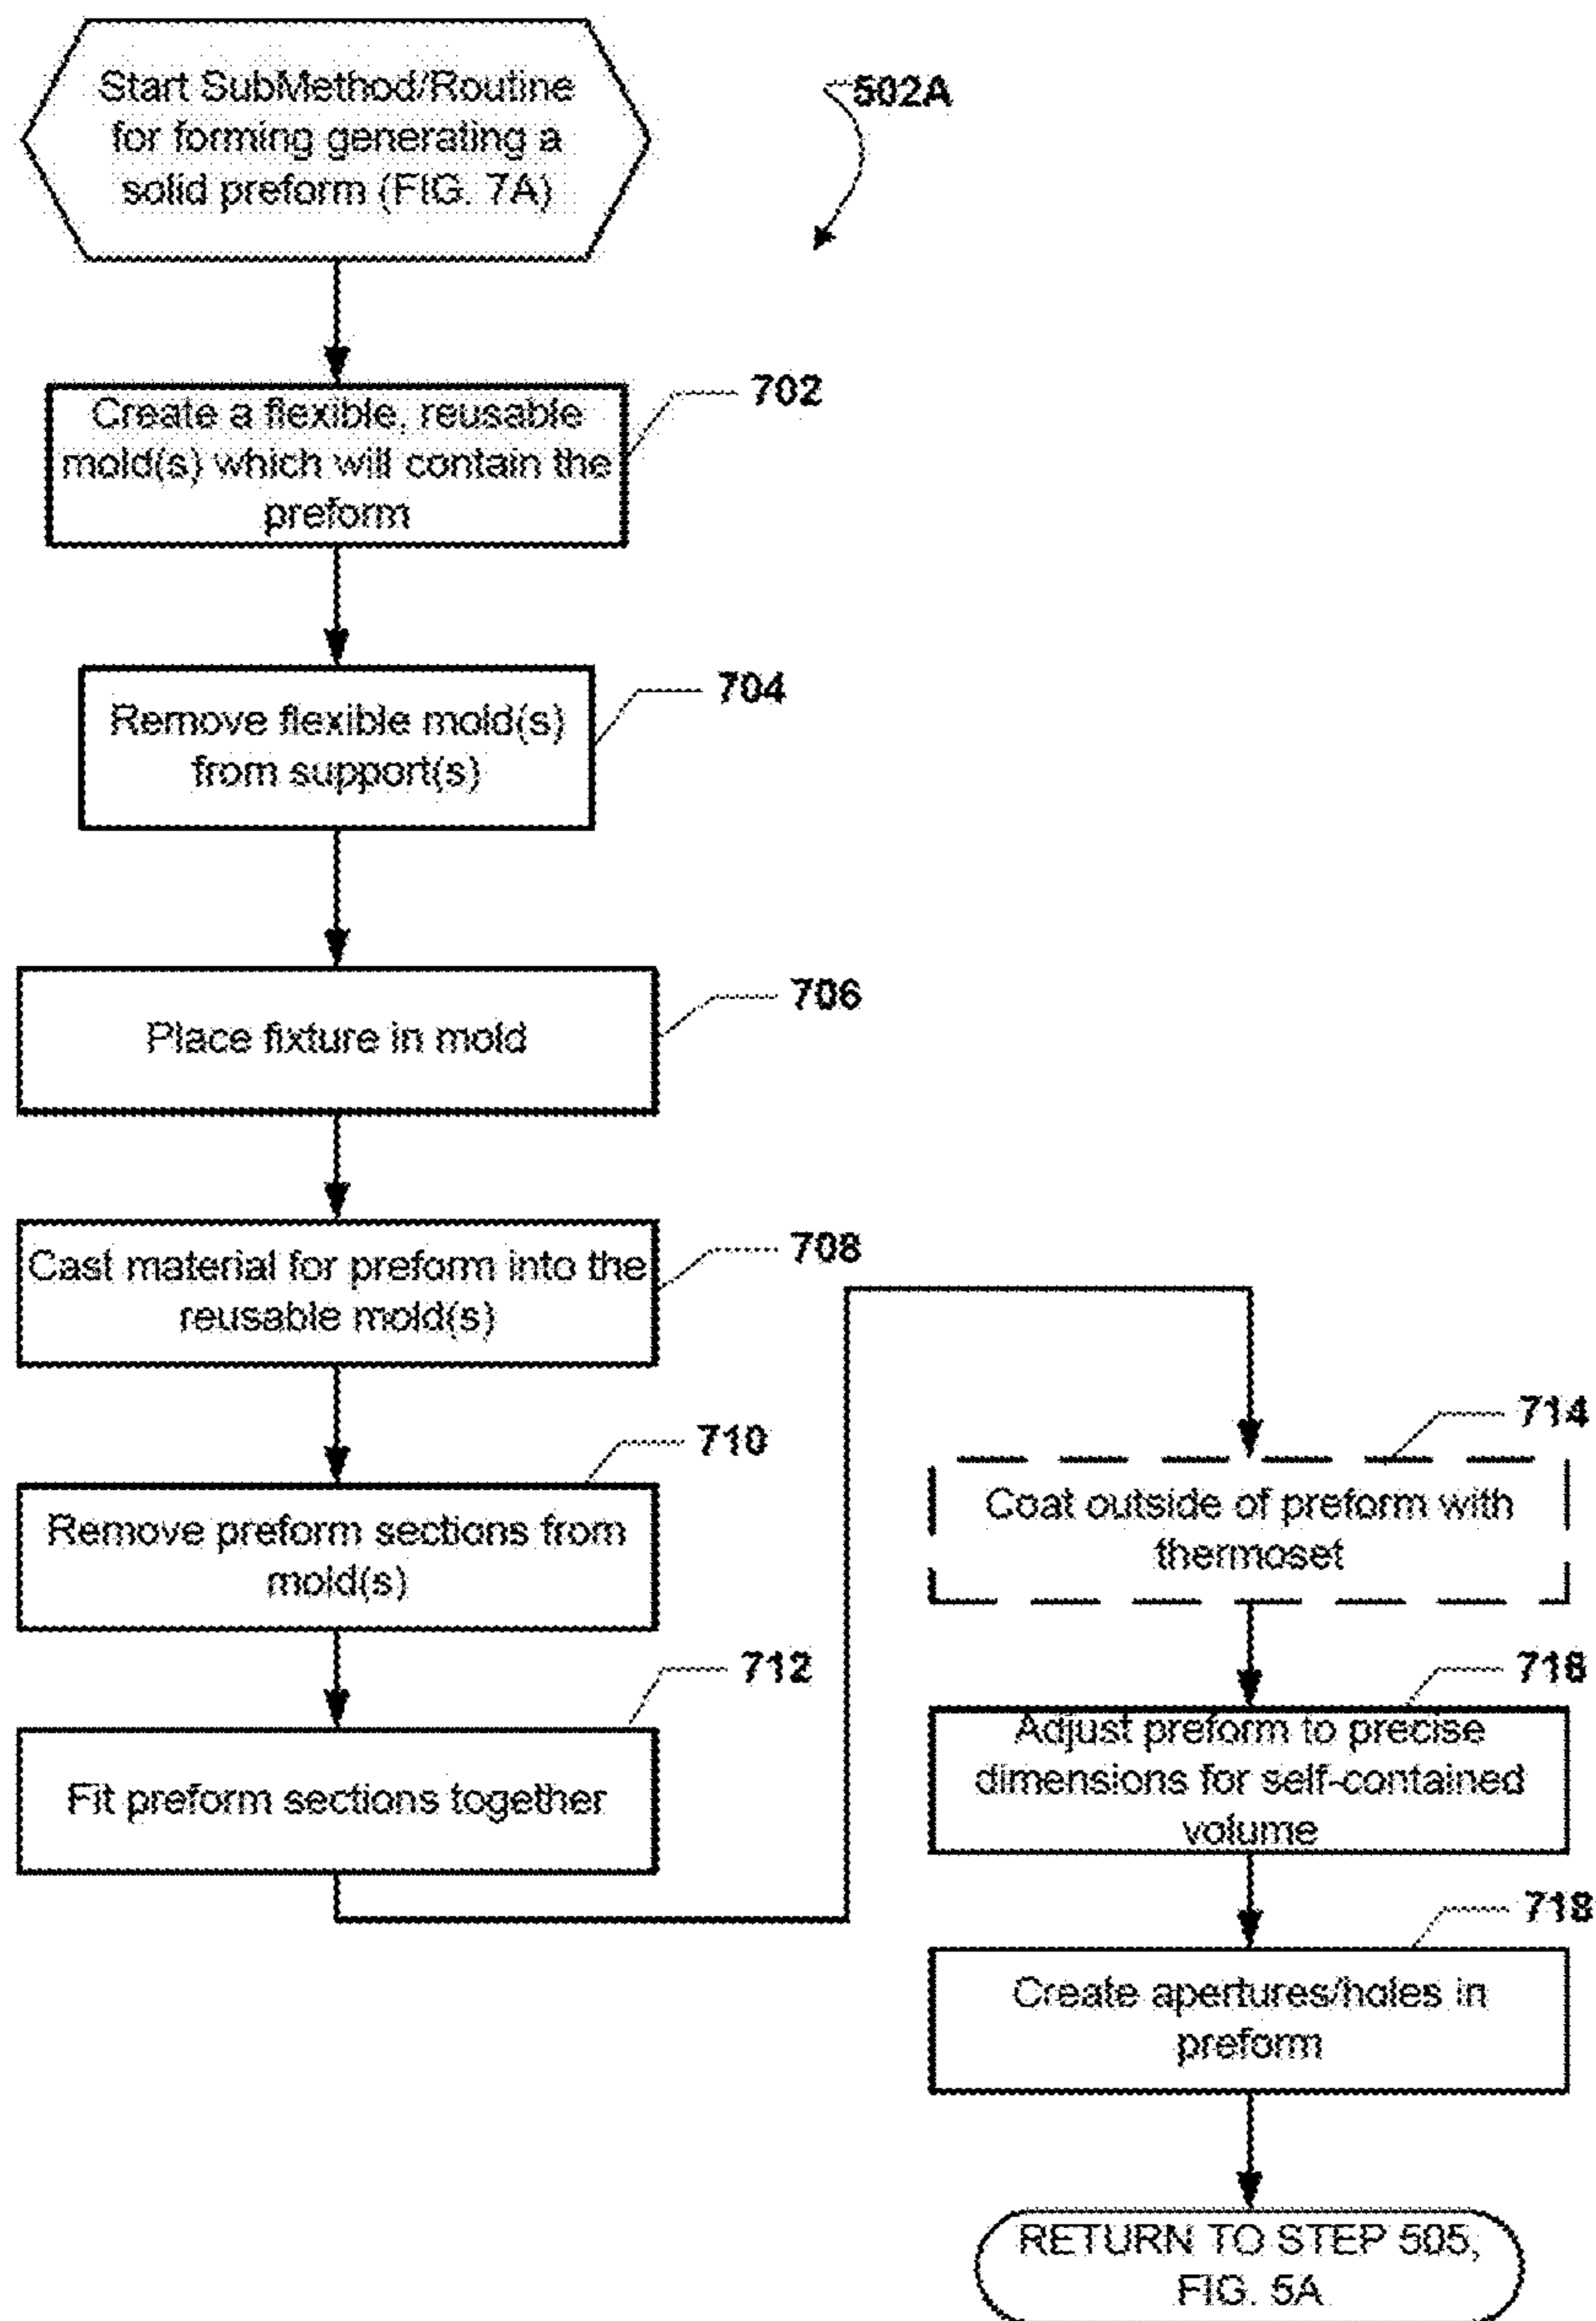 Start SubMethod/Routine
for forming generating a
solid preform (FIG. 7A)
502A
Create a flexible, reusable
mold(s) which will contain the
preform
702
Remove flexible mold(s)
from support(s)
704
Place fixture in mold
706
Cast material for preform into the
reusable mold(s)
708
Remove preform sections from
mold(s)
710
Fit preform sections together
712
Coat outside of preform with
thermoset
714
Adjust preform to precise
dimensions for self-contained
volume
716
Create apertures/holes in
preform
718
RETURN TO STEP 505,
FIG. 5A